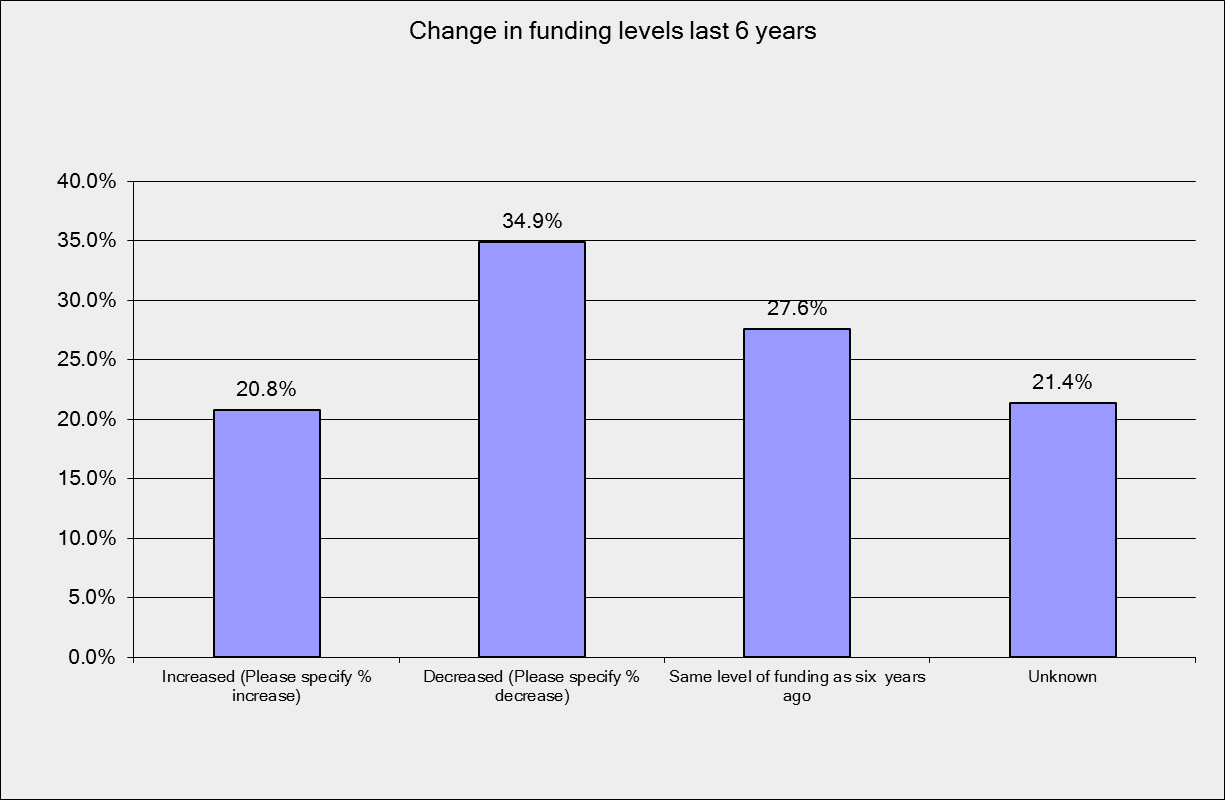 Change in funding levels last 6 years
40.0%
35.0%
30.0%
25.0%
20.0%
15.0%
10.0%
5.0%
0.0%
20.8%
34.9%
27.6%
21.4%
Increased (Please specify %
increase)
Decreased (Please specify %
decrease)
Same level of funding as six  years
ago
Unknown